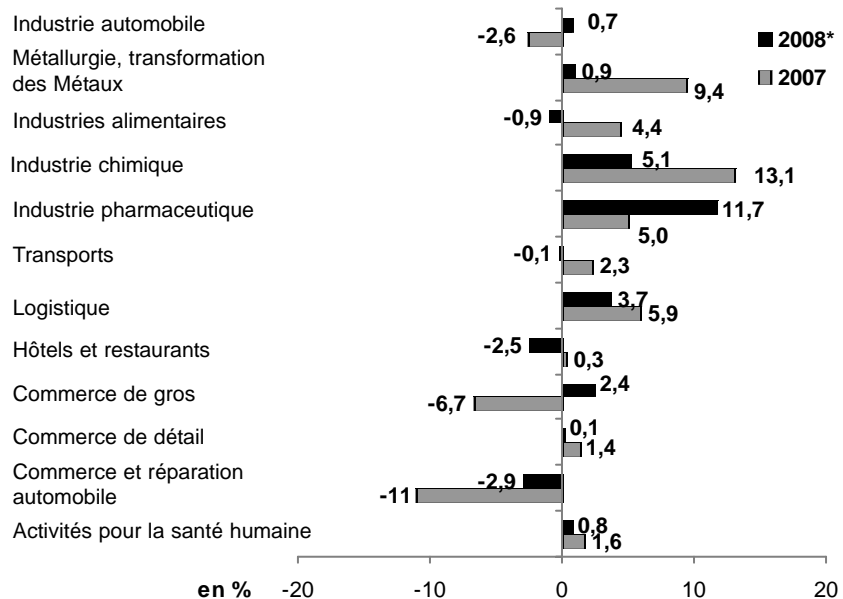 Industrie automobile
0,7
-2,6
2008*
Métallurgie, transformation
des Métaux
0,9
9,4
2007
Industries alimentaires
-0,9
4,4
Industrie chimique
5,1
13,1
Industrie pharmaceutique
11,7
5,0
Transports
-0,1
2,3
Logistique
3,7
5,9
Hôtels et restaurants
-2,5
0,3
Commerce de gros
2,4
-6,7
Commerce de détail
0,1
1,4
Commerce et réparation
automobile
-2,9
-11
Activités pour la santé humaine
0,8
1,6
en % -20 -10 0 10 20